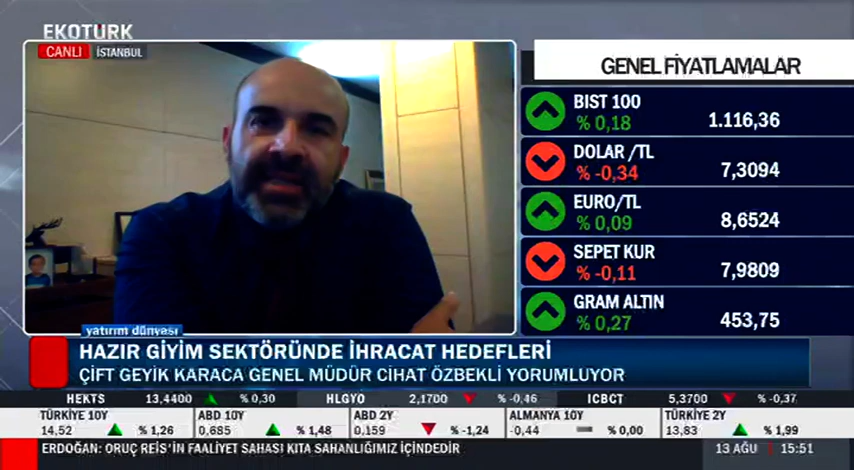 EKOTÜRK
CANLI İSTANBUL
GENEL FİYATLAMALAR
BIST 100
% 0,18 1.116,36
DOLAR /TL
% -0,34 7,3094
EURO/TL
% 0,09 8,6524
SEPET KUR
% -0,11 7,9809
GRAM ALTIN
% 0,27 453,75
yatırım dünyası
HAZIR GİYİM SEKTÖRÜNDE İHRACAT HEDEFLERİ
ÇİFT GEYİK KARACA GENEL MÜDÜR CİHAT ÖZBEKLİ YORUMLUYOR
HEKTS 13,4400 % 0,30 HLGYO 2,1700 % -0,46 ICBCT 5,3700 % -0,37
TÜRKİYE 10Y ABD 10Y ABD 2Y ALMANYA 10Y TÜRKİYE 2Y
14,52 % 1,26 0,685 % 1,48 0,159 % -1,24 -0,44 % 0,00 13,83 % 1,99
ERDOĞAN: ORUÇ REİS'İN FAALİYET SAHASI KITA SAHANLIĞIMIZ İÇİNDEDİR 13 AĞU 15:51